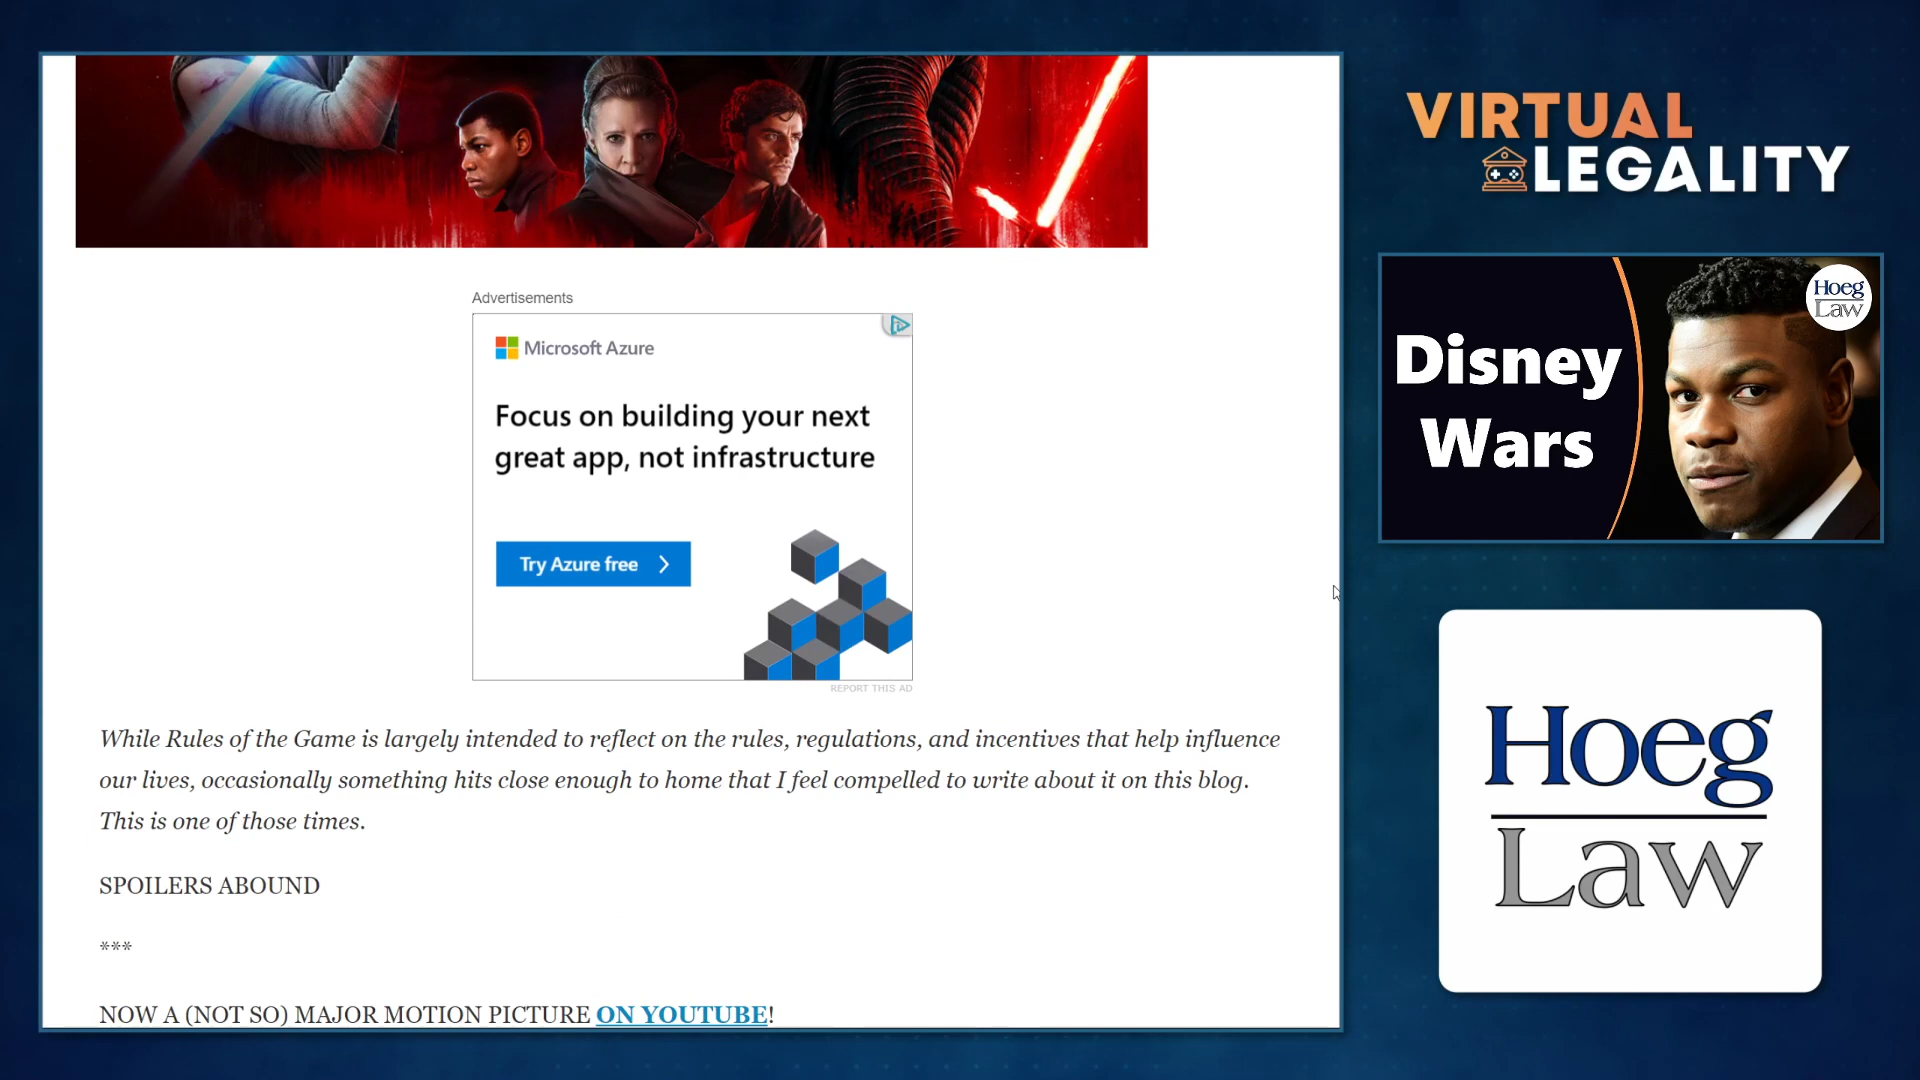 VIRTUAL
LEGALITY
Advertisements
Microsoft Azure
Focus on building your next
great app, not infrastructure
Try Azure free
REPORT THIS AD
While Rules of the Game is largely intended to reflect on the rules, regulations, and incentives that help influence
our lives, occasionally something hits close enough to home that I feel compelled to write about it on this blog.
This is one of those times.
SPOILERS ABOUND
***
NOW A (NOT SO) MAJOR MOTION PICTURE ON YOUTUBE!
Disney
Wars
Hoeg
Law
Hoeg
Law